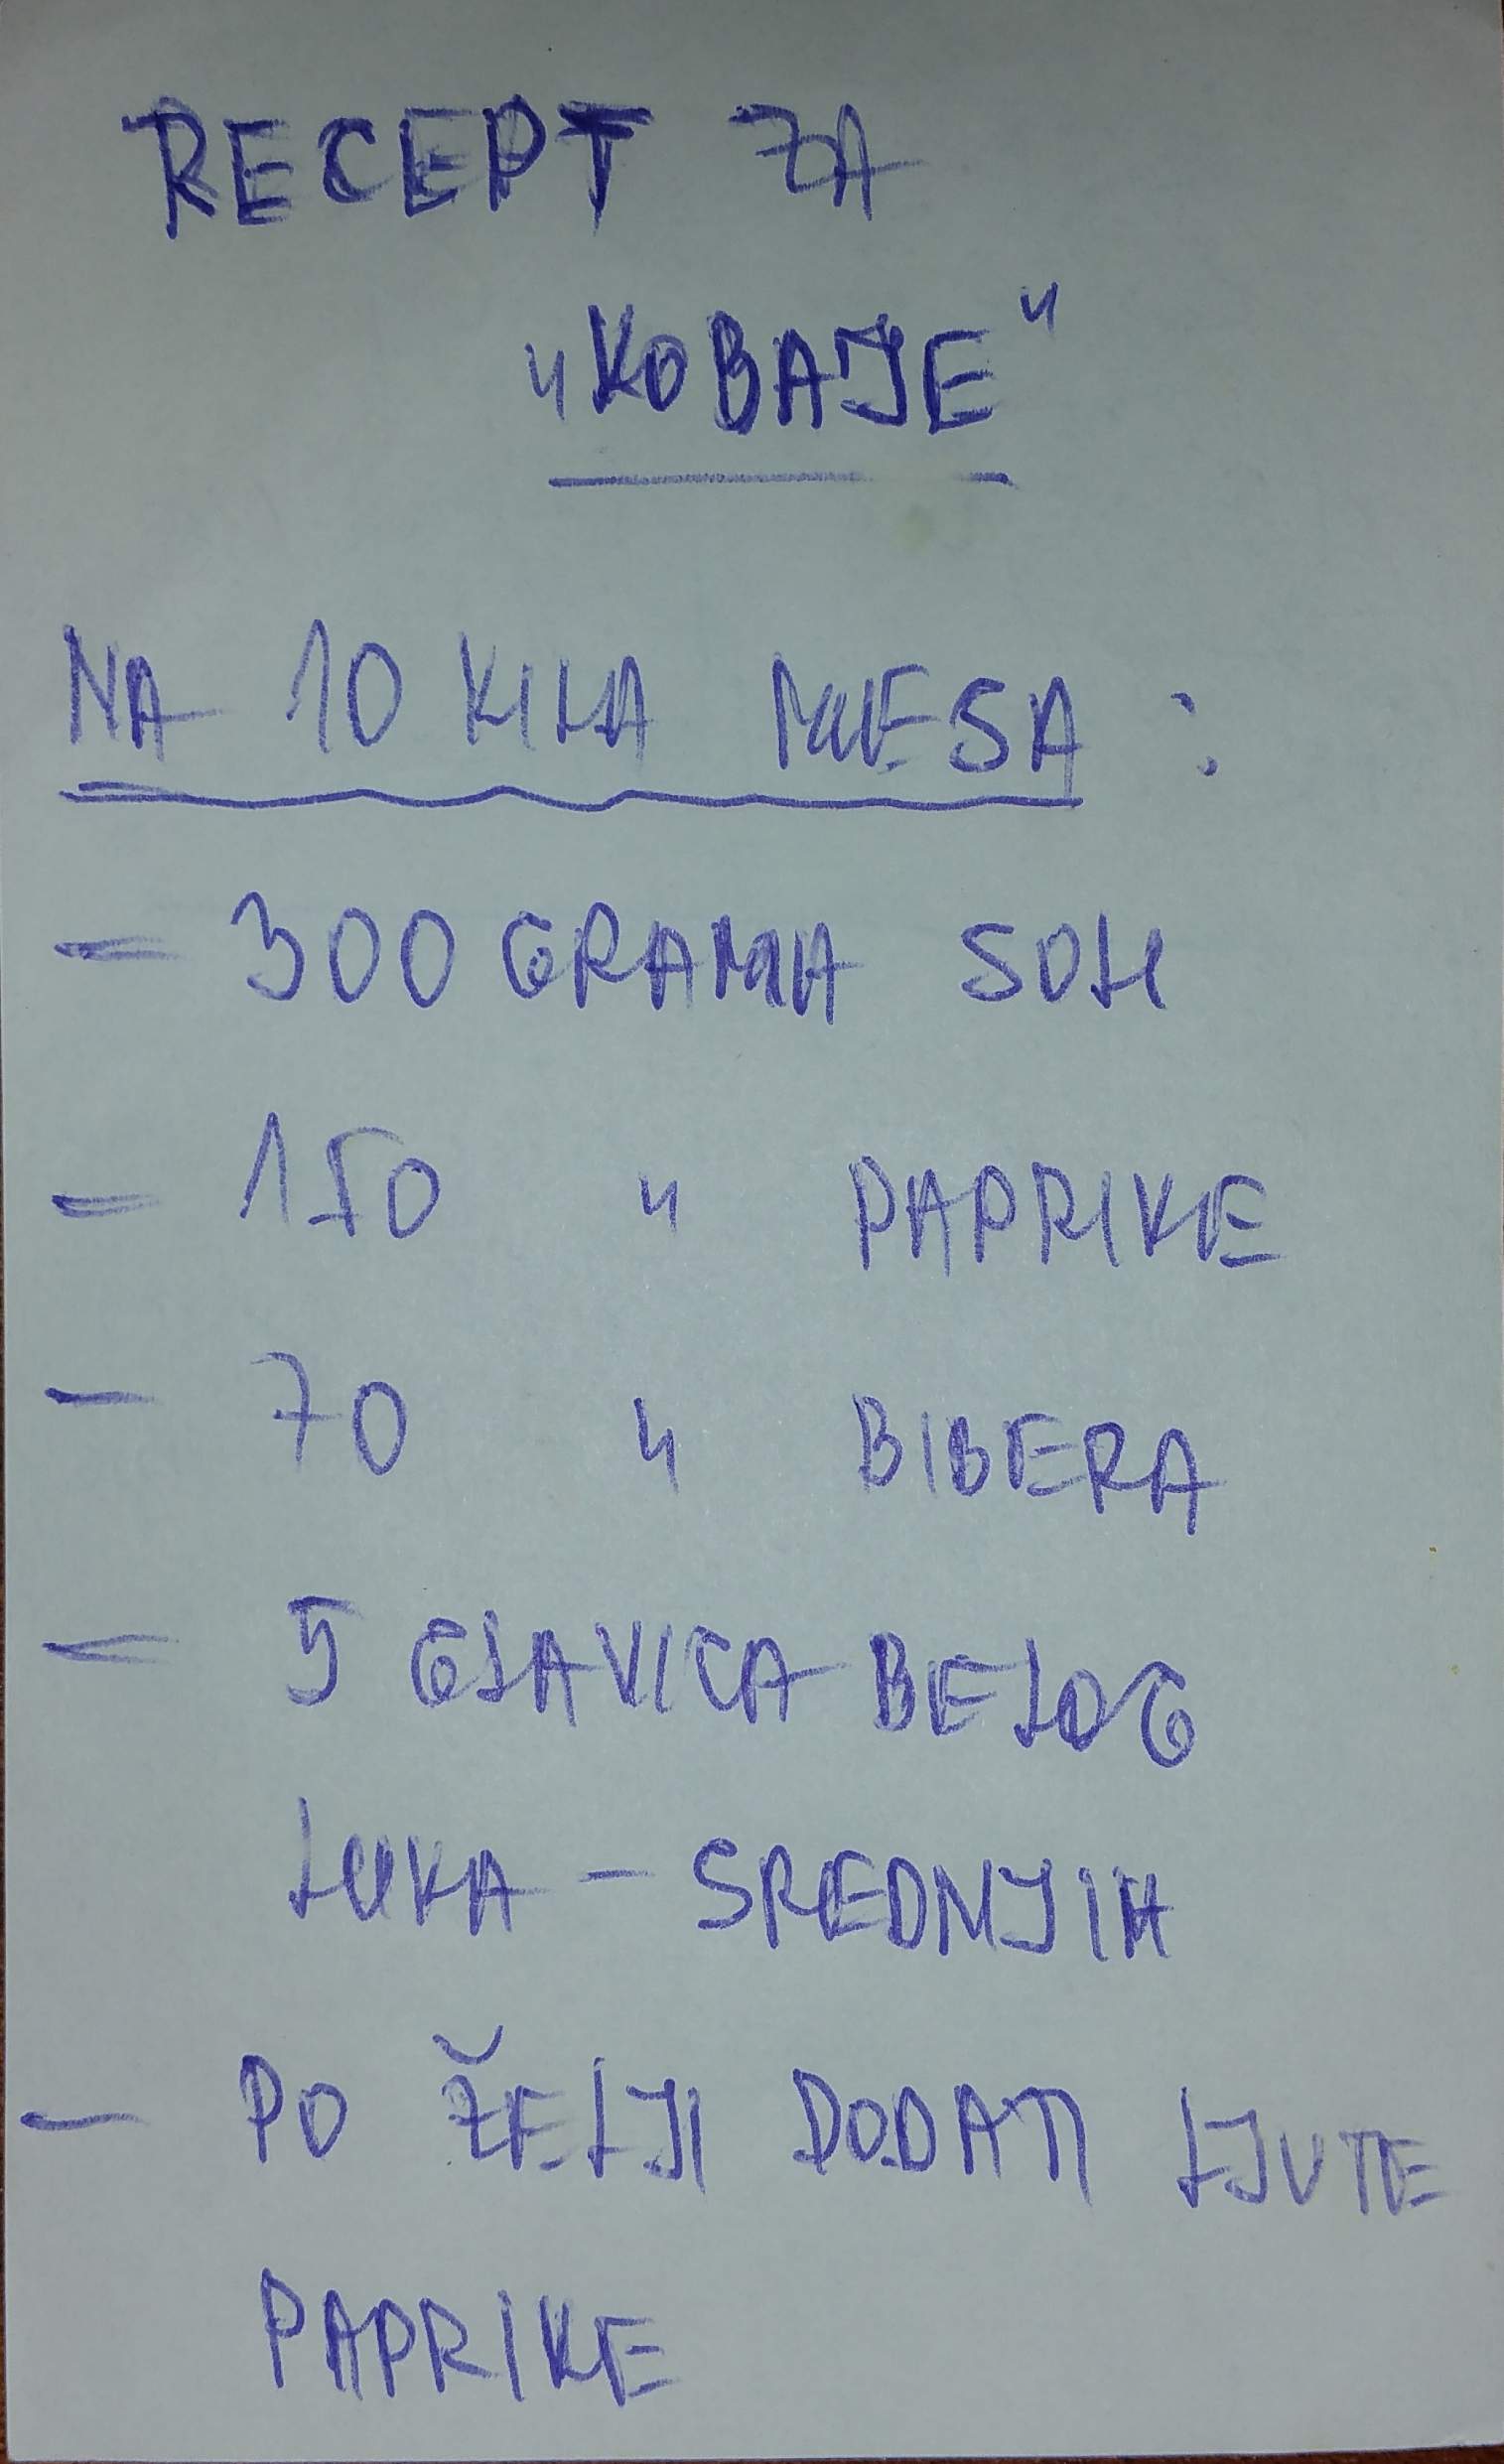 RECEPT ZA
"KOBAJE"
NA 10 KILA MESA:
- 300 GRAMA SOLI
- 150 " PAPRIKE
- 70 " BIBERA
- 5 GLAVICA BELOG
LUKA - SREDNJIH
- PO ŽELJI DODATI LJUTE
PAPRIKE